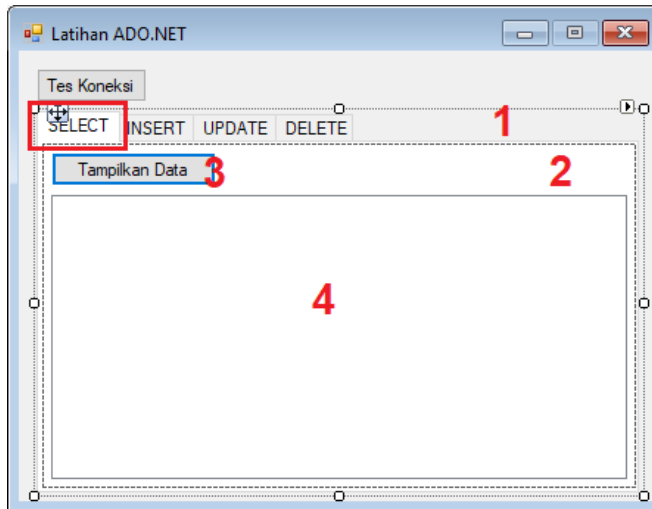 Latihan ADO.NET
Tes Koneksi
SELECT INSERT UPDATE DELETE 1
Tampilkan Data 3 2
4